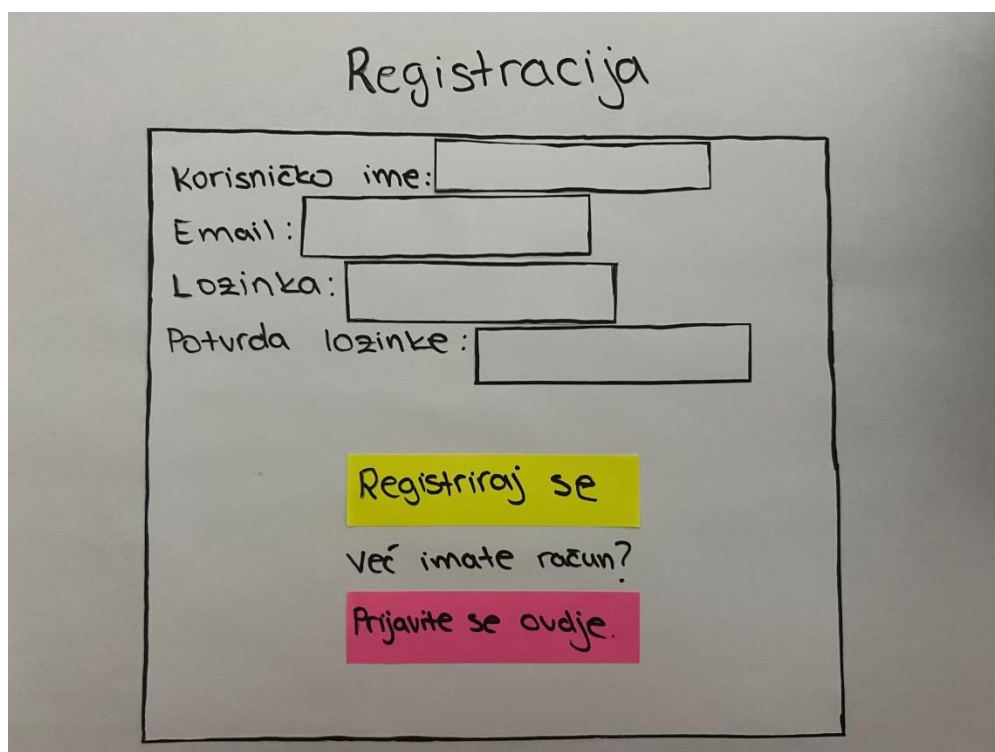 Registracija
Korisničko ime:
Email:
Lozinka:
Potvrda lozinke:
Registriraj se
Već imate račun?
Prijavite se ovdje.